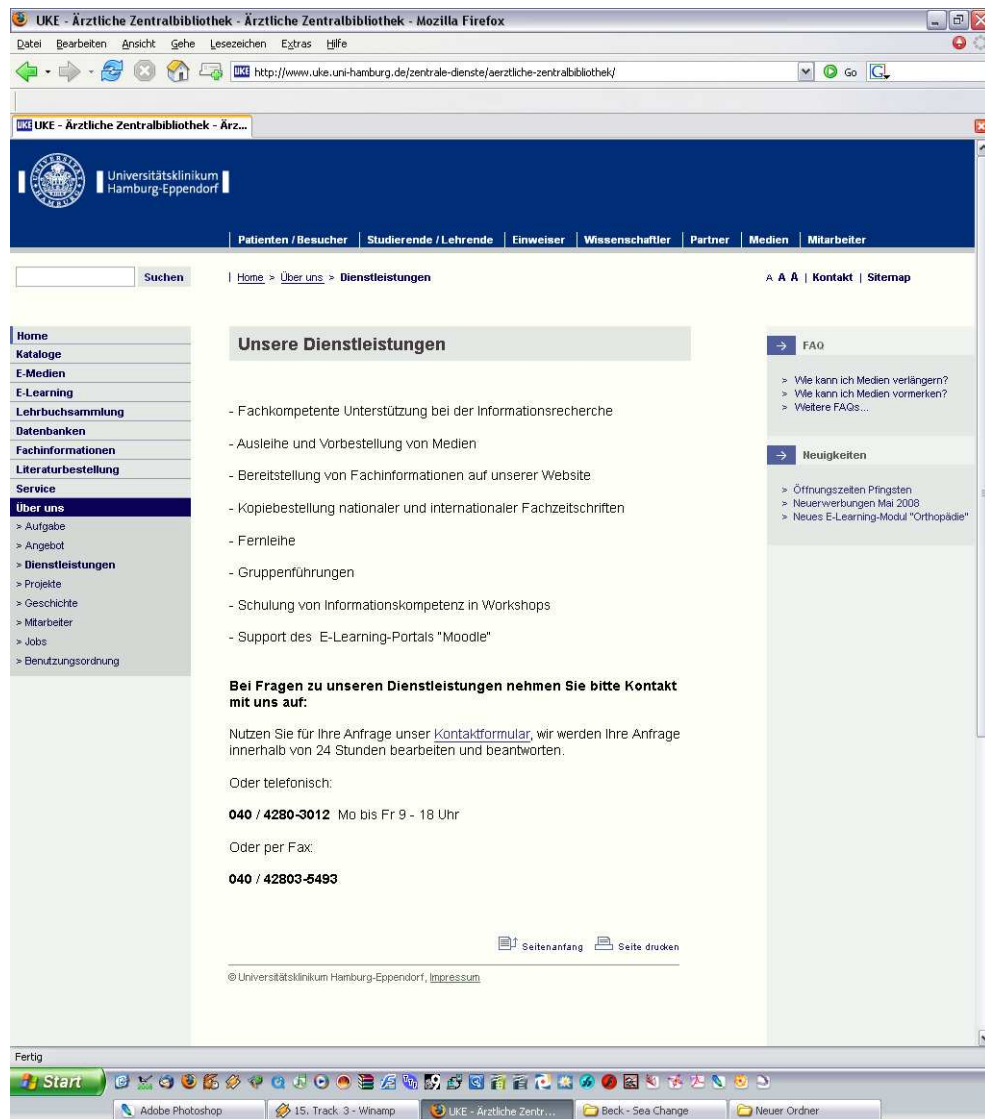 UKE - Ärztliche Zentralbibliothek - Ärztliche Zentralbibliothek - Mozilla Firefox
Datei Bearbeiten Ansicht Gehe Lesezeichen Extras Hilfe
http://www.uke.uni-hamburg.de/zentrale-dienste/aerztliche-zentralbibliothek/
Go
UKE - Ärztliche Zentralbibliothek - Ärz...
Universitätsklinikum
Hamburg-Eppendorf
Patienten / Besucher | Studierende / Lehrende | Einweiser | Wissenschaftler | Partner | Medien | Mitarbeiter
Suchen
| Home > Über uns > Dienstleistungen
A A A | Kontakt | Sitemap
Home
Kataloge
E-Medien
E-Learning
Lehrbuchsammlung
Datenbanken
Fachinformationen
Literaturbestellung
Service
Über uns
> Aufgabe
> Angebot
> Dienstleistungen
> Projekte
> Geschichte
> Mitarbeiter
> Jobs
> Benutzungsordnung
Unsere Dienstleistungen
- Fachkompetente Unterstützung bei der Informationsrecherche
- Ausleihe und Vorbestellung von Medien
- Bereitstellung von Fachinformationen auf unserer Website
- Kopiebestellung nationaler und internationaler Fachzeitschriften
- Fernleihe
- Gruppenführungen
- Schulung von Informationskompetenz in Workshops
- Support des E-Learning-Portals "Moodle"
Bei Fragen zu unseren Dienstleistungen nehmen Sie bitte Kontakt
mit uns auf:
Nutzen Sie für Ihre Anfrage unser Kontaktformular, wir werden Ihre Anfrage
innerhalb von 24 Stunden bearbeiten und beantworten.
Oder telefonisch:
040 / 4280-3012 Mo bis Fr 9 - 18 Uhr
Oder per Fax:
040 / 42803-5493
Seitenanfang Seite drucken
© Universitätsklinikum Hamburg-Eppendorf, Impressum
FAQ
> Wie kann ich Medien verlängern?
> Wie kann ich Medien vormerken?
> Weitere FAQs...
Neuigkeiten
> Öffnungszeiten Pfingsten
> Neuerwerbungen Mai 2008
> Neues E-Learning-Modul "Orthopädie"
Fertig
Start
Adobe Photoshop
15. Track 3 - Winamp
UKE - Ärztliche Zentr...
Beck - Sea Change
Neuer Ordner